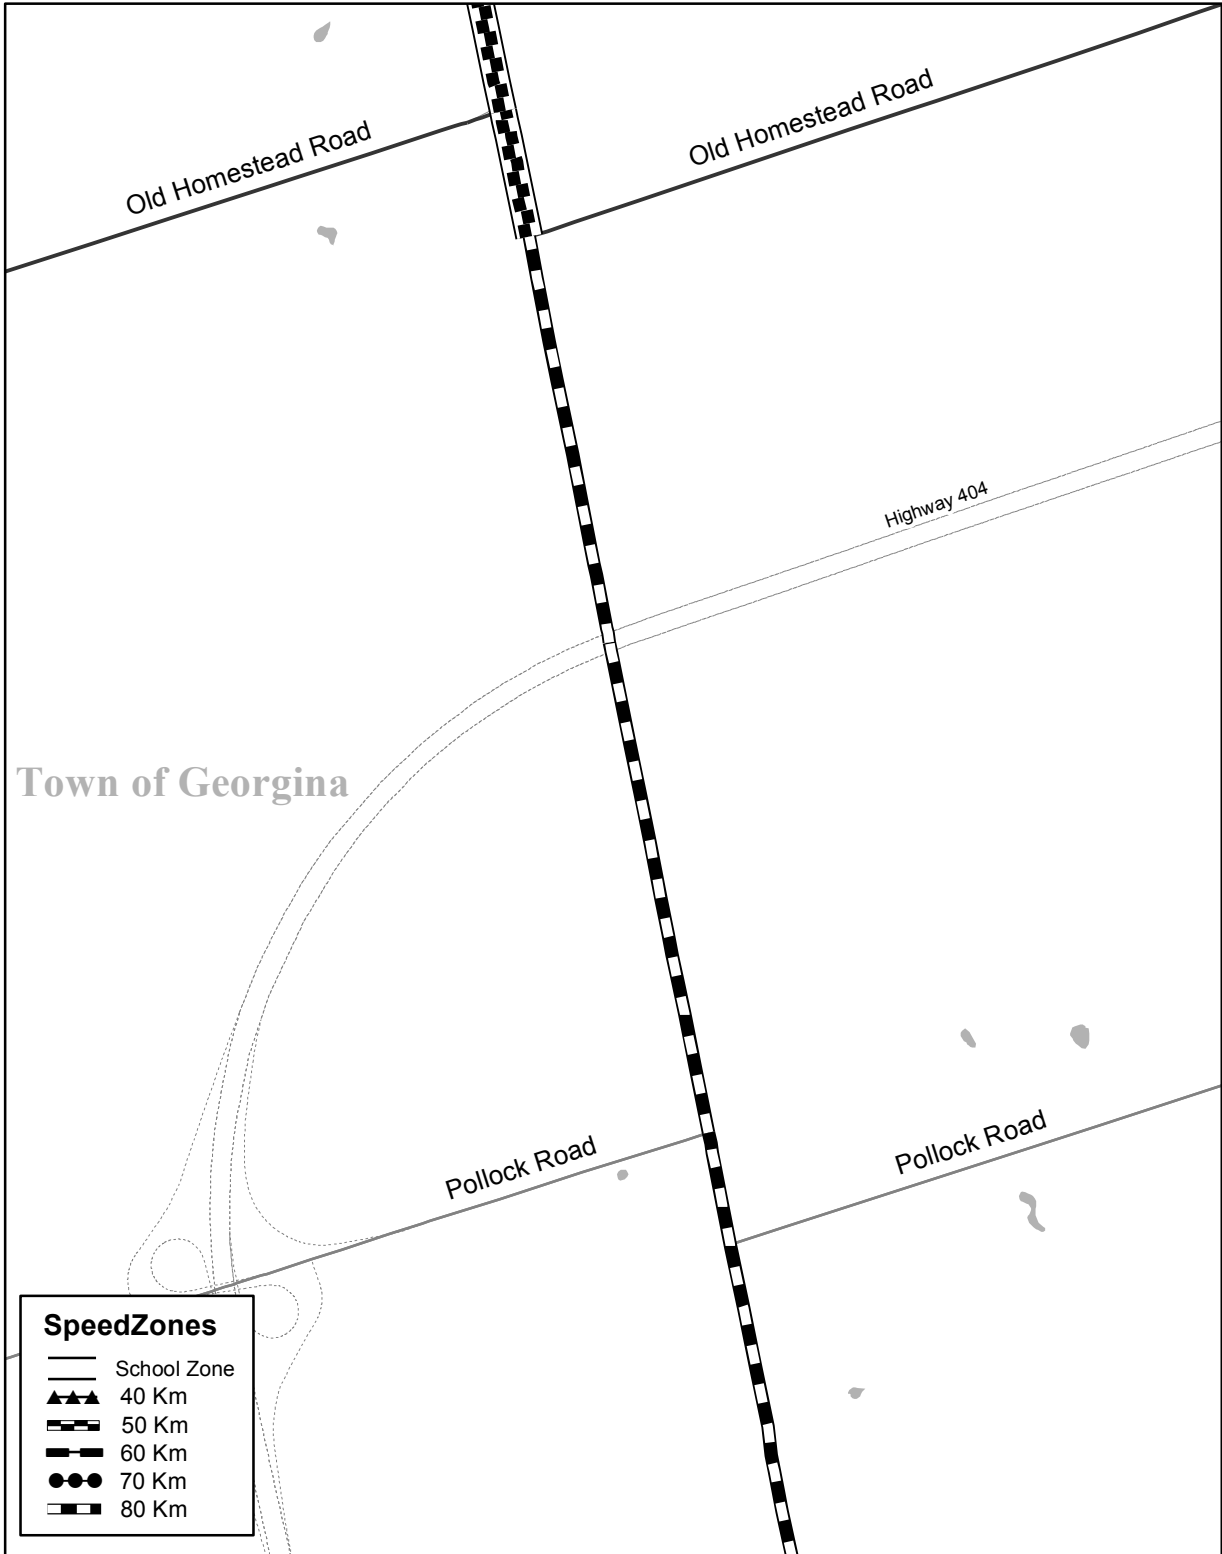 Old Homestead Road
Old Homestead Road
Highway 404
Town of Georgina
Pollock Road
Pollock Road
SpeedZones
School Zone
40 Km
50 Km
60 Km
70 Km
80 Km